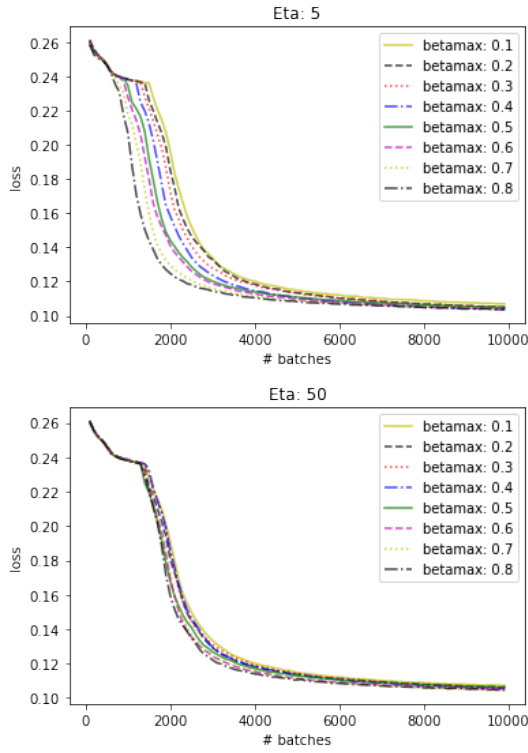 Eta: 5
0.26
0.24
0.22
0.20
0.18
0.16
0.14
0.12
0.10
loss
betamax: 0.1
betamax: 0.2
betamax: 0.3
betamax: 0.4
betamax: 0.5
betamax: 0.6
betamax: 0.7
betamax: 0.8
0 2000 4000 6000 8000 10000
# batches
Eta: 50
0.26
0.24
0.22
0.20
0.18
0.16
0.14
0.12
0.10
loss
betamax: 0.1
betamax: 0.2
betamax: 0.3
betamax: 0.4
betamax: 0.5
betamax: 0.6
betamax: 0.7
betamax: 0.8
0 2000 4000 6000 8000 10000
# batches